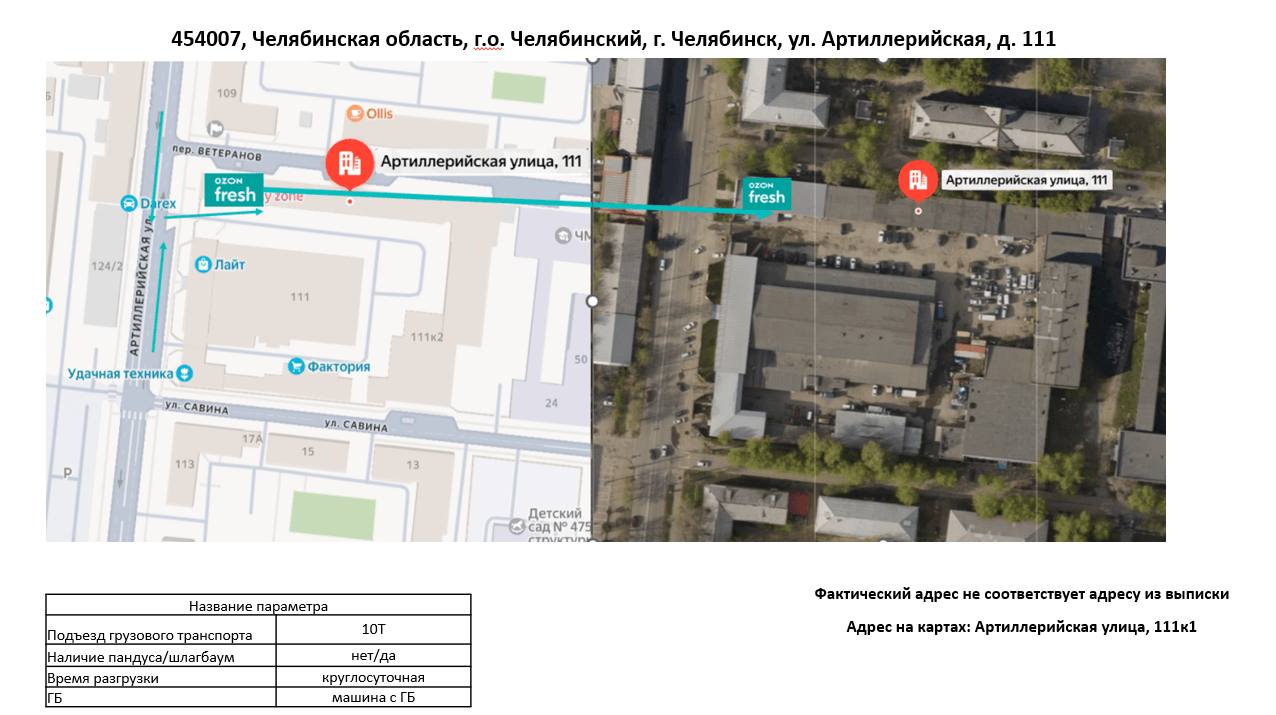 454007, Челябинская область, г.о. Челябинский, г. Челябинск, ул. Артиллерийская, д. 111
109
Ollis
пер. ВЕТЕРАНОВ
Артиллерийская улица, 111
Артиллерийская улица, 111
OZON
fresh
y zone
OZON
fresh
Darex
АРТИЛЛЕРИЙСКАЯ ул.
ЧМ
124/2
Лайт
111
111к2
50
Удачная техника
Фактория
24
ул. САВИНА
ул. САВИНА
17А
15
13
113
P
Детский
сад № 475
структурн
Название параметра
Подъезд грузового транспорта 10Т
Наличие пандуса/шлагбаум нет/да
Время разгрузки круглосуточная
ГБ машина с ГБ
Фактический адрес не соответствует адресу из выписки
Адрес на картах: Артиллерийская улица, 111к1